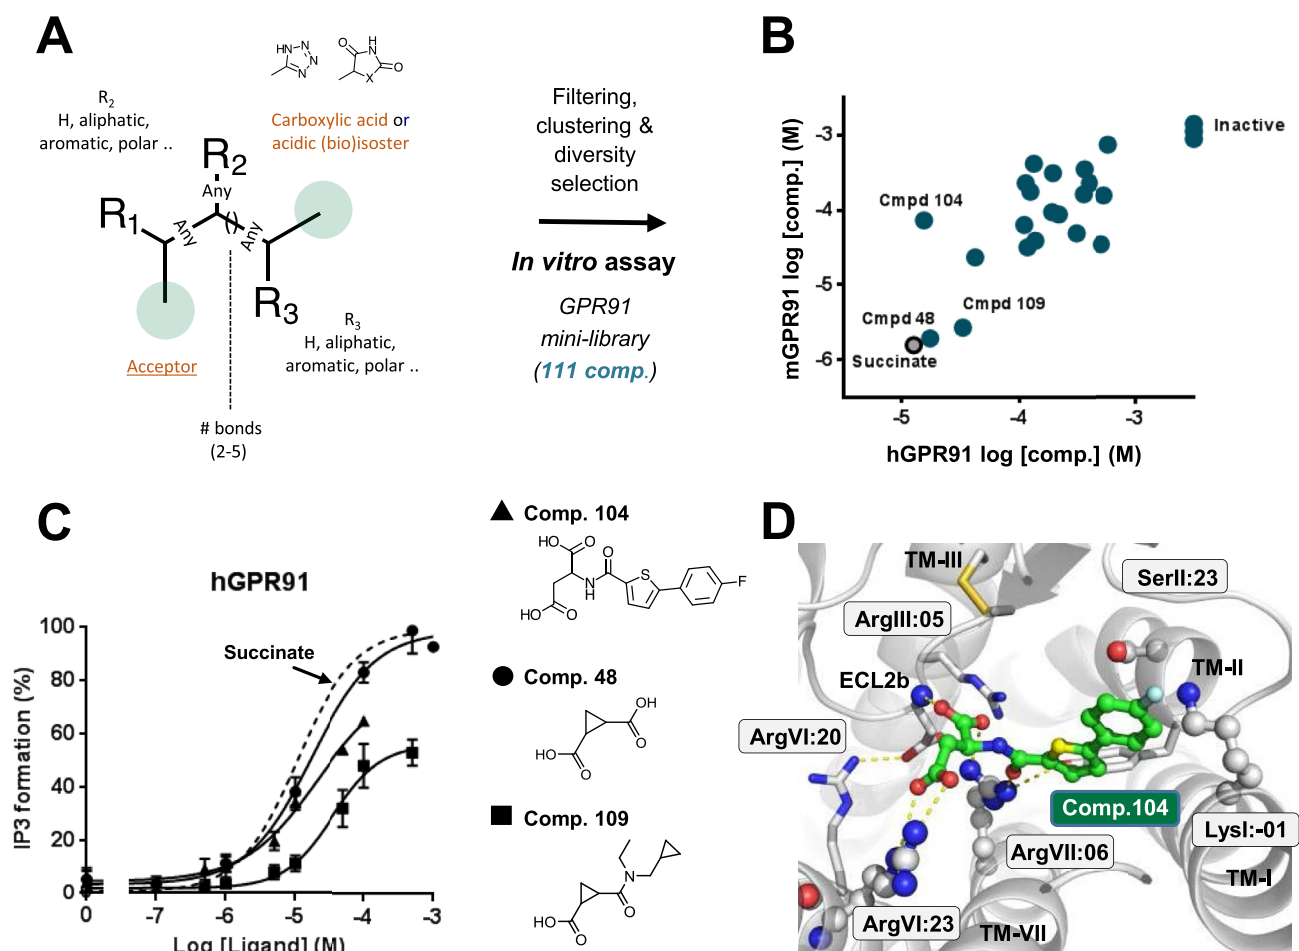 A
HN
N
N
N
O
H
N
O
X
R2
H, aliphatic,
aromatic, polar ..
Carboxylic acid or
acidic (bio)isoster
R2
Any
R1
Any
()
Any
R3
R3
H, aliphatic,
aromatic, polar ..
Acceptor
# bonds
(2-5)
Filtering,
clustering &
diversity
selection
In vitro assay
GPR91
mini-library
(111 comp.)
B
mGPR91 log [comp.] (M)
-3
-4
-5
-6
Inactive
Cmpd 104
Cmpd 109
Cmpd 48
Succinate
-5
-4
-3
hGPR91 log [comp.] (M)
C
hGPR91
IP3 formation (%)
100
80
60
40
20
0
Succinate
0
-7
-6
-5
-4
-3
Log [Ligand] (M)
Comp. 104
HO
O
O
S
F
N
H
HO
O
Comp. 48
OH
O
HO
O
Comp. 109
N
HO
O
O
D
TM-III
SerII:23
ArgIII:05
ECL2b
TM-II
ArgVI:20
Comp.104
LysI:-01
ArgVII:06
TM-I
ArgVI:23
TM-VII